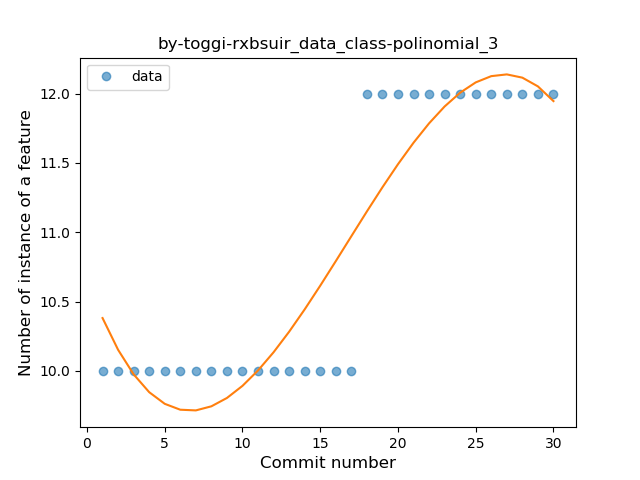 by-toggi-rxbsuir_data_class-polinomial_3
data
Number of instance of a feature
12.0
11.5
11.0
10.5
10.0
0 5 10 15 20 25 30
Commit number